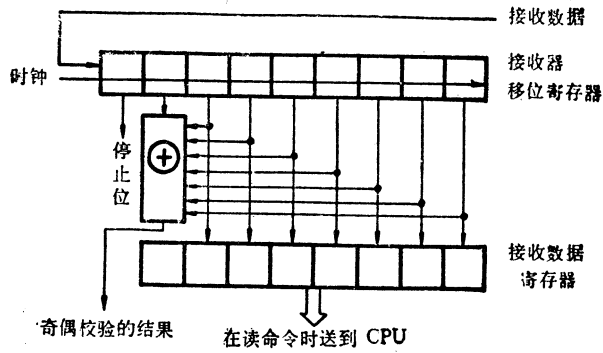 接收数据
接收器
时钟
移位寄存器
停止位
接收数据
寄存器
奇偶校验的结果
在读命令时送到 CPU